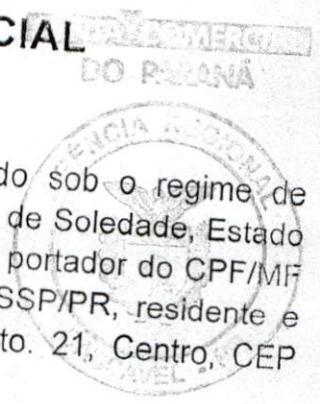 CIAL
COMERCIAL
DO PARANÁ
do sob o regime de
de Soledade, Estado
portador do CPF/MF
SSP/PR, residente e
to. 21, Centro, CEP